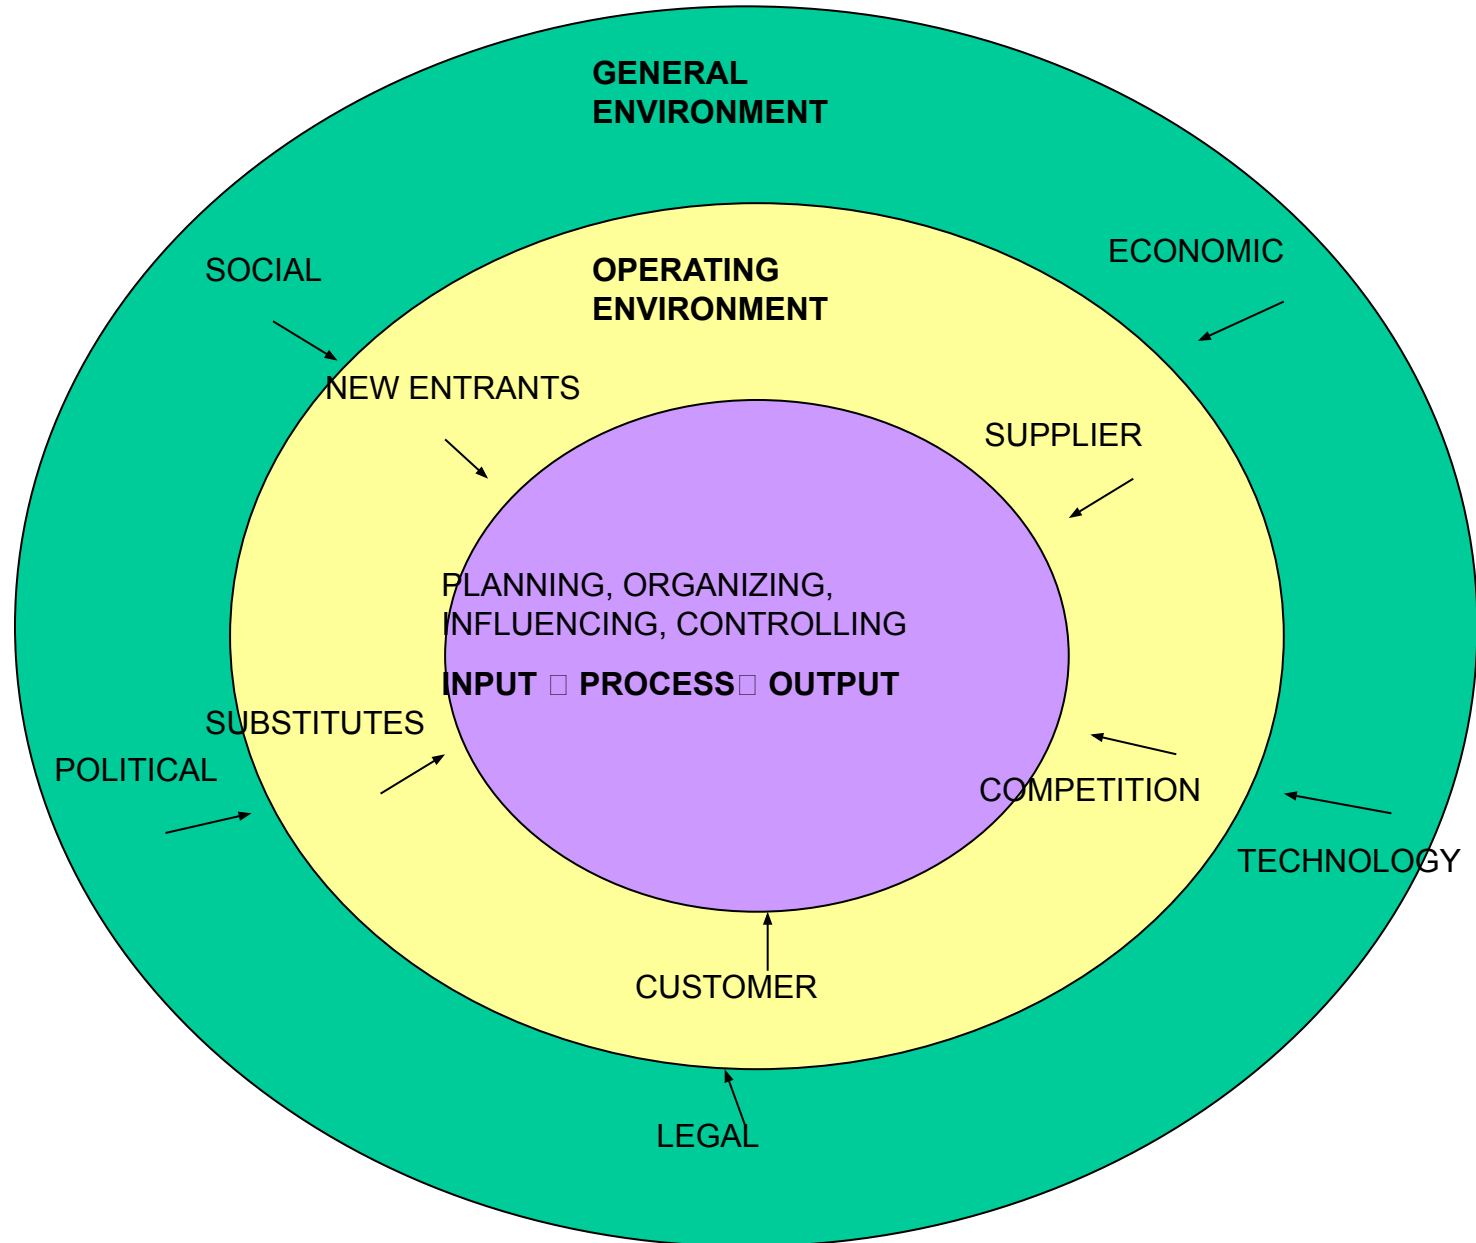 GENERAL
ENVIRONMENT
SOCIAL
ECONOMIC
OPERATING
ENVIRONMENT
NEW ENTRANTS
SUPPLIER
PLANNING, ORGANIZING,
INFLUENCING, CONTROLLING
INPUT □ PROCESS□ OUTPUT
SUBSTITUTES
POLITICAL
COMPETITION
TECHNOLOGY
CUSTOMER
LEGAL